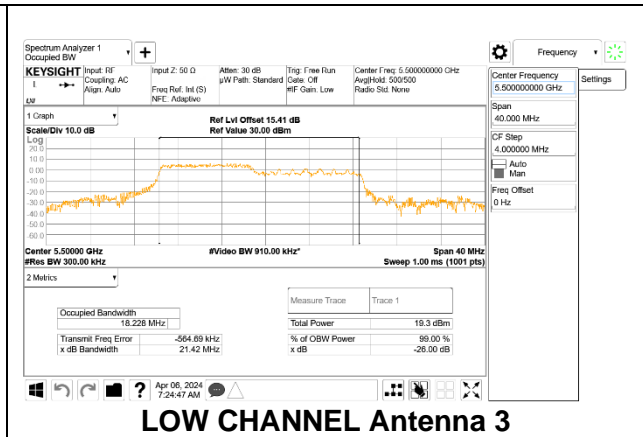 Spectrum Analyzer 1
Occupied BW
Frequency
KEYSIGHT Input: RF Input Z: 50 Ω Atten: 30 dB Trig: Free Run Center Freq: 5.500000000 GHz
Coupling: AC µW Path: Standard Gate: Off Avg|Hold: 500/500
Align: Auto Freq Ref: Int (S) #IF Gain: Low Radio Std: None
NFE: Adaptive
Center Frequency
5.500000000 GHz
Settings
Span
40.000 MHz
CF Step
4.000000 MHz
Auto
Man
Freq Offset
0 Hz
1 Graph
Ref Lvl Offset 15.41 dB
Scale/Div 10.0 dB Ref Value 30.00 dBm
Log
20.0
10.0
0.00
-10.0
-20.0
-30.0
-40.0
-50.0
-60.0
Center 5.50000 GHz #Video BW 910.00 kHz* Span 40 MHz
#Res BW 300.00 kHz Sweep 1.00 ms (1001 pts)
2 Metrics
Measure Trace Trace 1
Occupied Bandwidth
18.228 MHz
Total Power 19.3 dBm
Transmit Freq Error -564.69 kHz % of OBW Power 99.00 %
x dB Bandwidth 21.42 MHz x dB -26.00 dB
Apr 06, 2024
7:24:47 AM
LOW CHANNEL Antenna 3